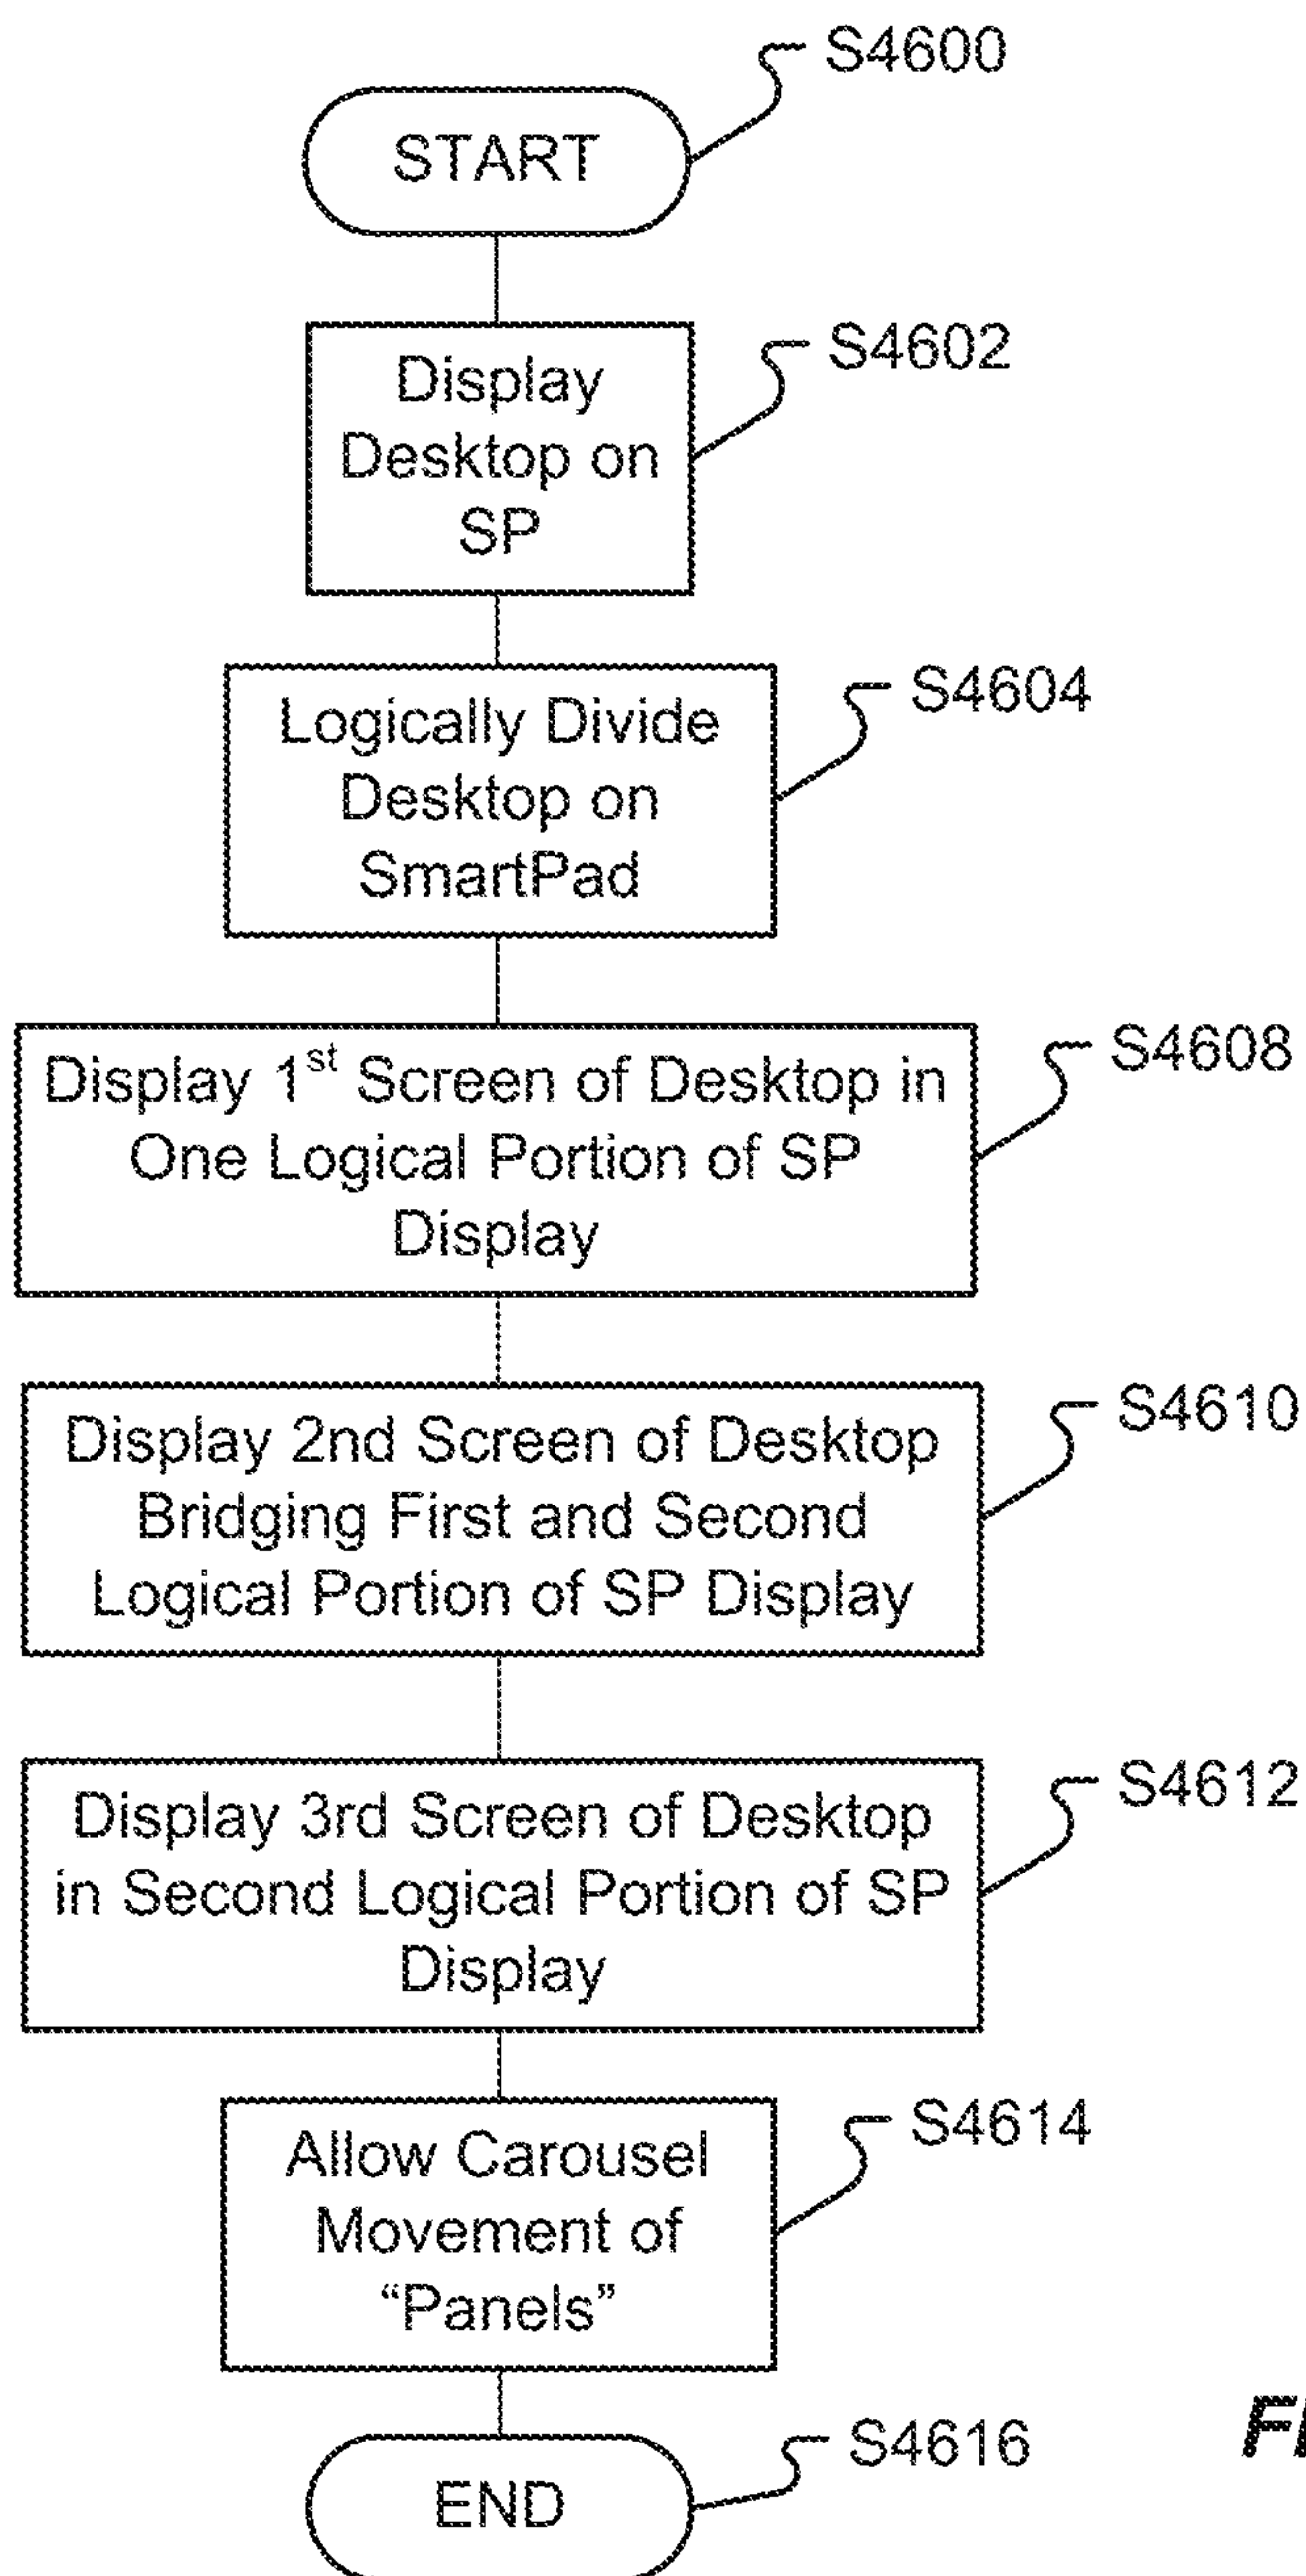 S4600
START
S4602
Display
Desktop on
SP
S4604
Logically Divide
Desktop on
SmartPad
S4608
Display 1st Screen of Desktop in
One Logical Portion of SP
Display
S4610
Display 2nd Screen of Desktop
Bridging First and Second
Logical Portion of SP Display
S4612
Display 3rd Screen of Desktop
in Second Logical Portion of SP
Display
S4614
Allow Carousel
Movement of
“Panels”
S4616
END